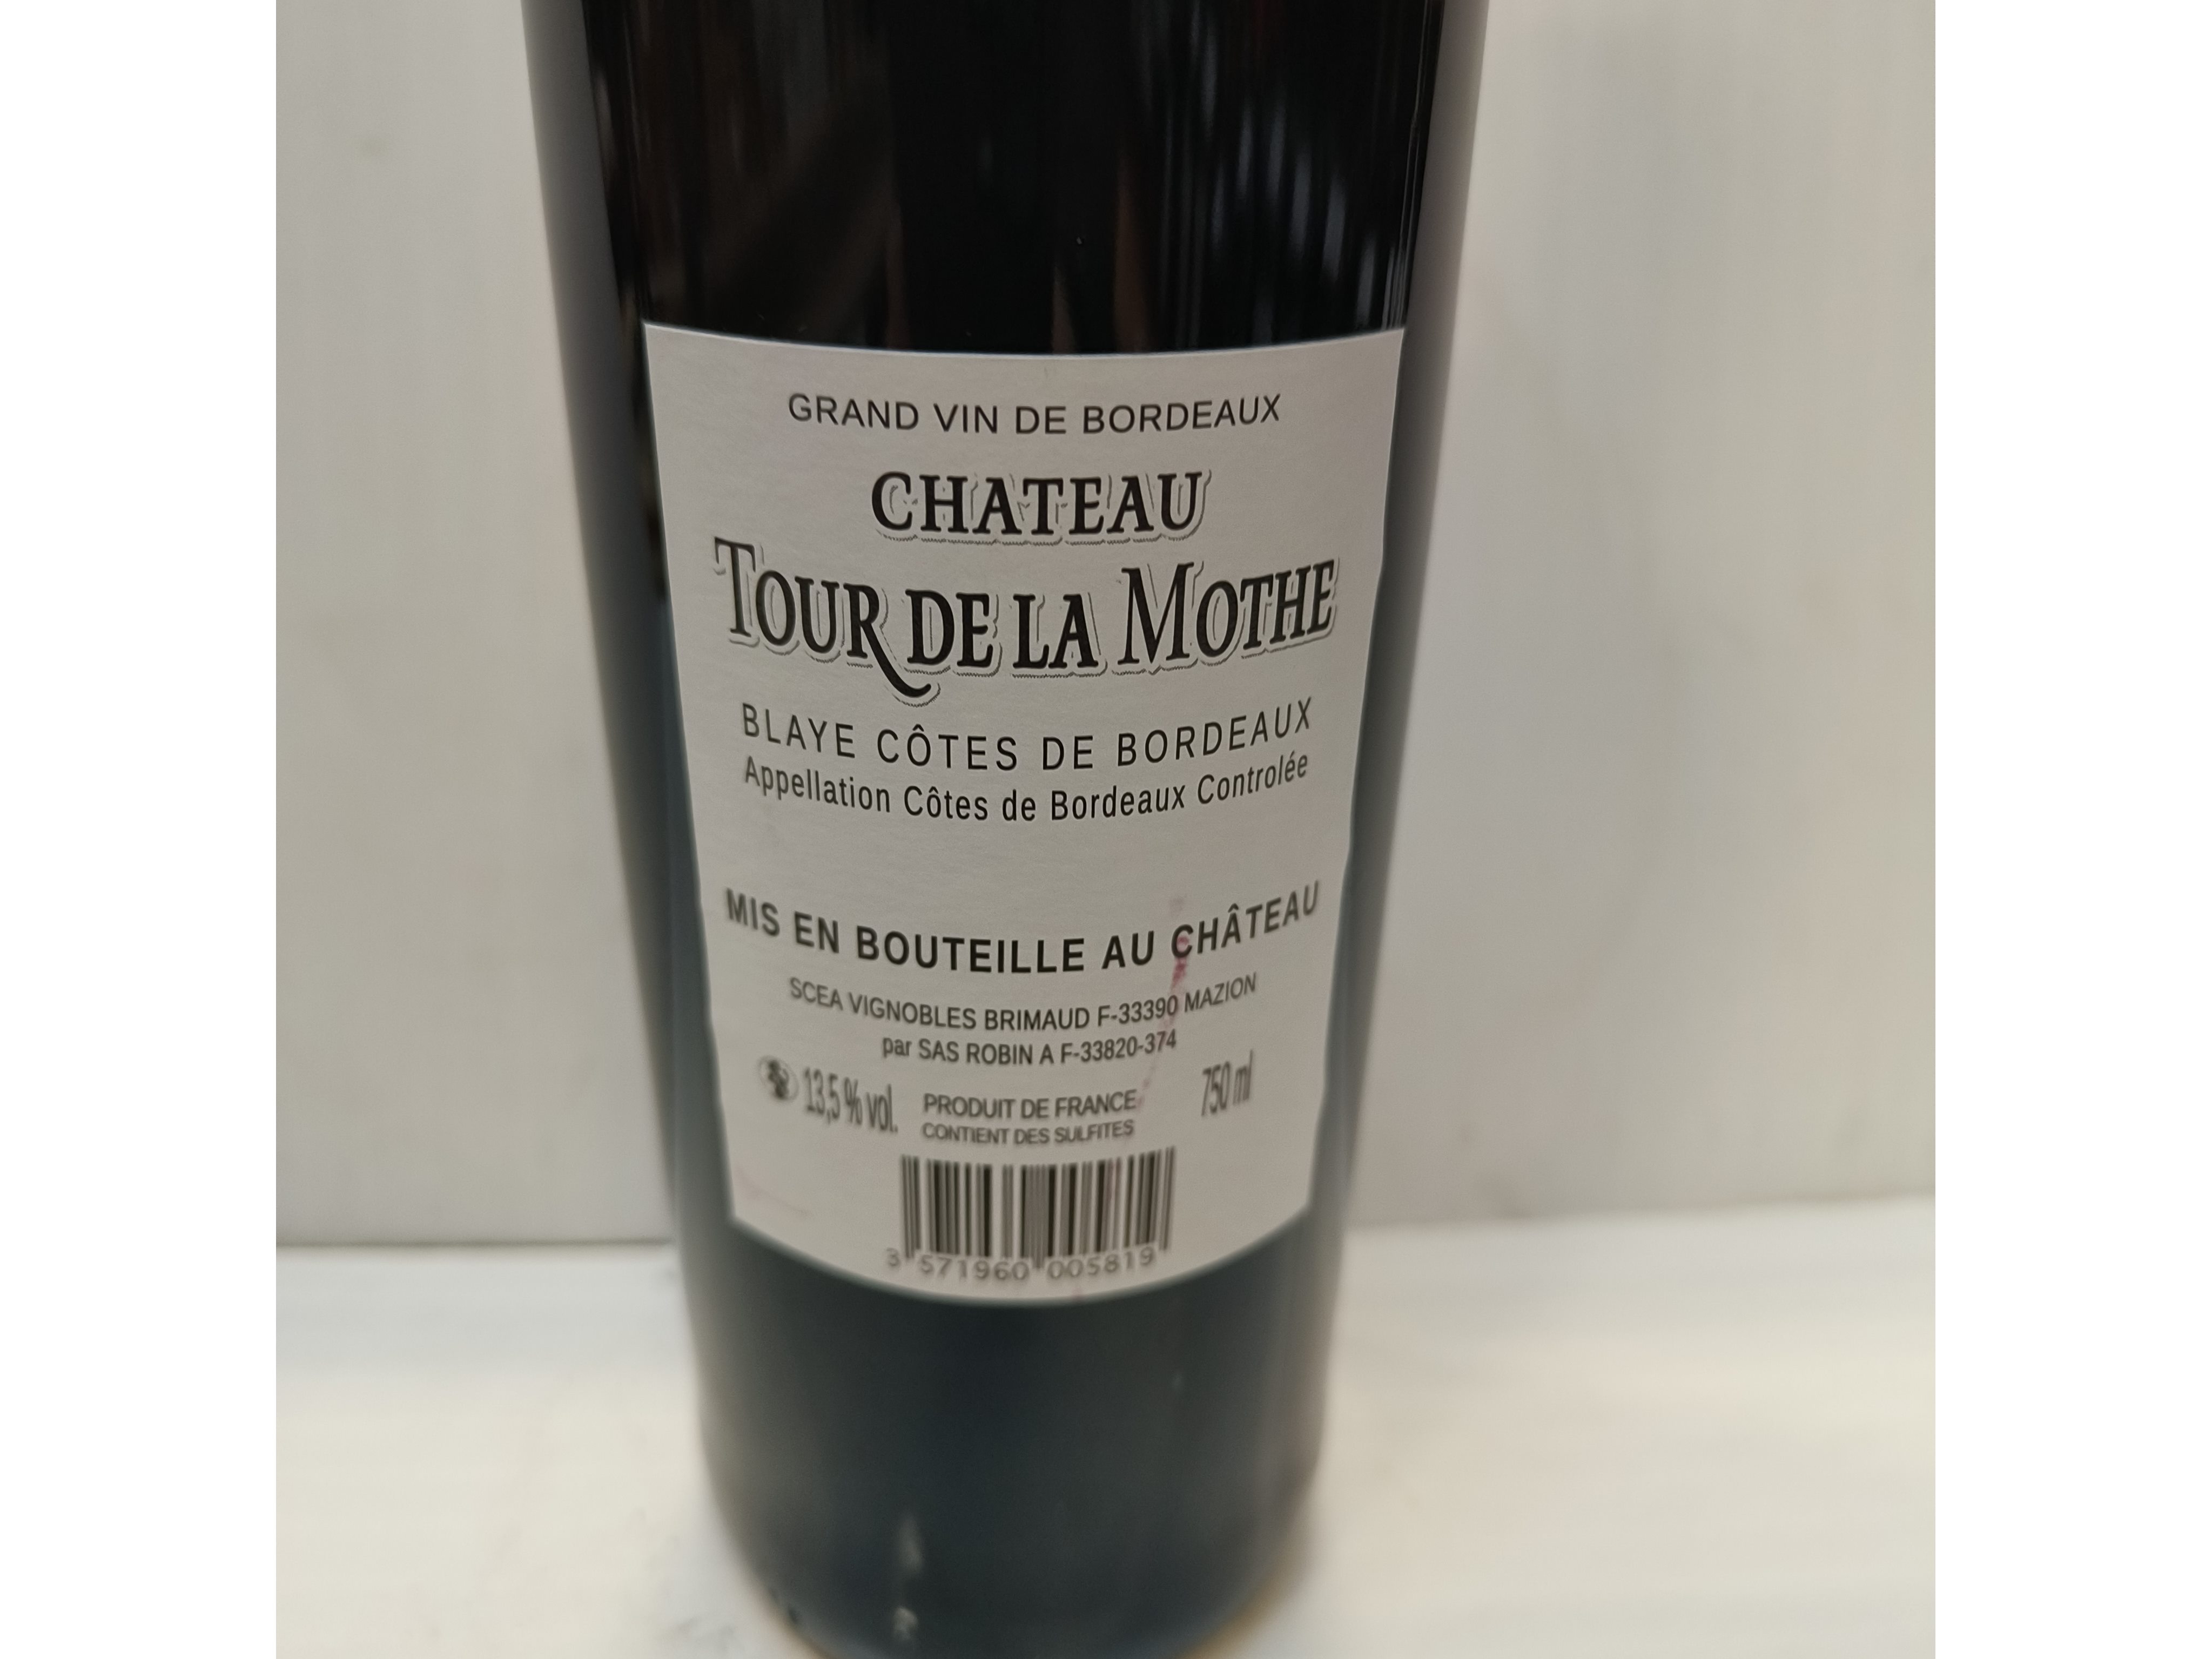 GRAND VIN DE BORDEAUX
CHATEAU
TOUR DE LA MOTHE
BLAYE CÔTES DE BORDEAUX
Appellation Côtes de Bordeaux Controlée
MIS EN BOUTEILLE AU CHÂTEAU
SCEA VIGNOBLES BRIMAUD F-33390 MAZION
par SAS ROBIN A F-33820-374
13,5 % vol. PRODUIT DE FRANCE 750 ml
CONTIENT DES SULFITES
3 571960 005819